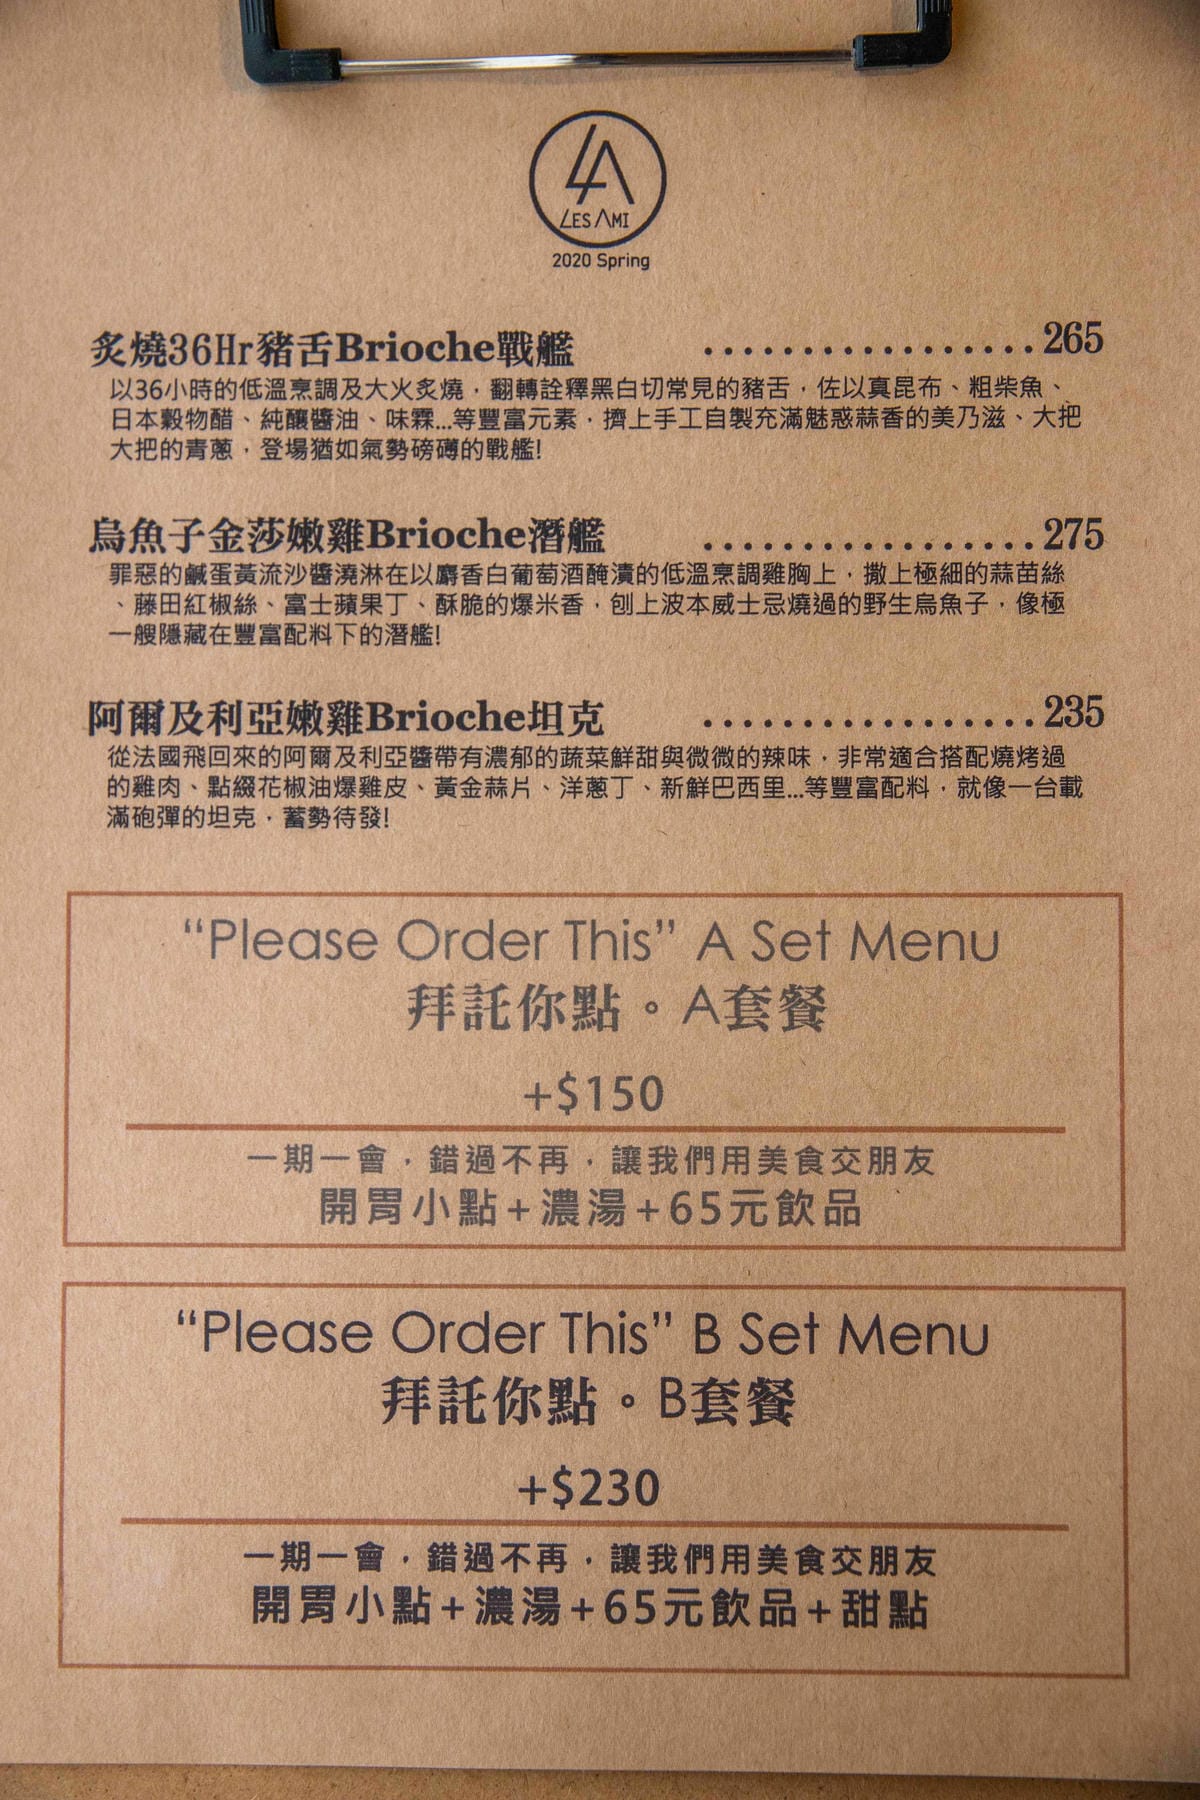 LA
LES AMI
2020 Spring
炙燒36Hr豬舌Brioche戰艦 .................265
以36小時的低溫烹調及大火炙燒，翻轉詮釋黑白切常見的豬舌，佐以真昆布、粗柴魚、
日本穀物醋、純釀醬油、味霖...等豐富元素，擠上手工自製充滿魅惑蒜香的美乃滋、大把
大把的青蔥，登場猶如氣勢磅礡的戰艦!
烏魚子金莎嫩雞Brioche潛艦 .................275
罪惡的鹹蛋黃流沙醬澆淋在以麝香白葡萄酒醃漬的低溫烹調雞胸上，撒上極細的蒜苗絲
、藤田紅椒絲、富士蘋果丁、酥脆的爆米香，刨上波本威士忌燒過的野生烏魚子，像極
一艘隱藏在豐富配料下的潛艦!
阿爾及利亞嫩雞Brioche坦克 .................235
從法國飛回來的阿爾及利亞醬帶有濃郁的蔬菜鮮甜與微微的辣味，非常適合搭配燒烤過
的雞肉、點綴花椒油爆雞皮、黃金蒜片、洋蔥丁、新鮮巴西里...等豐富配料，就像一台載
滿砲彈的坦克，蓄勢待發!
“Please Order This” A Set Menu
拜託你點。A套餐
+$150
一期一會，錯過不再，讓我們用美食交朋友
開胃小點+濃湯+65元飲品
“Please Order This” B Set Menu
拜託你點。B套餐
+$230
一期一會，錯過不再，讓我們用美食交朋友
開胃小點+濃湯+65元飲品+甜點